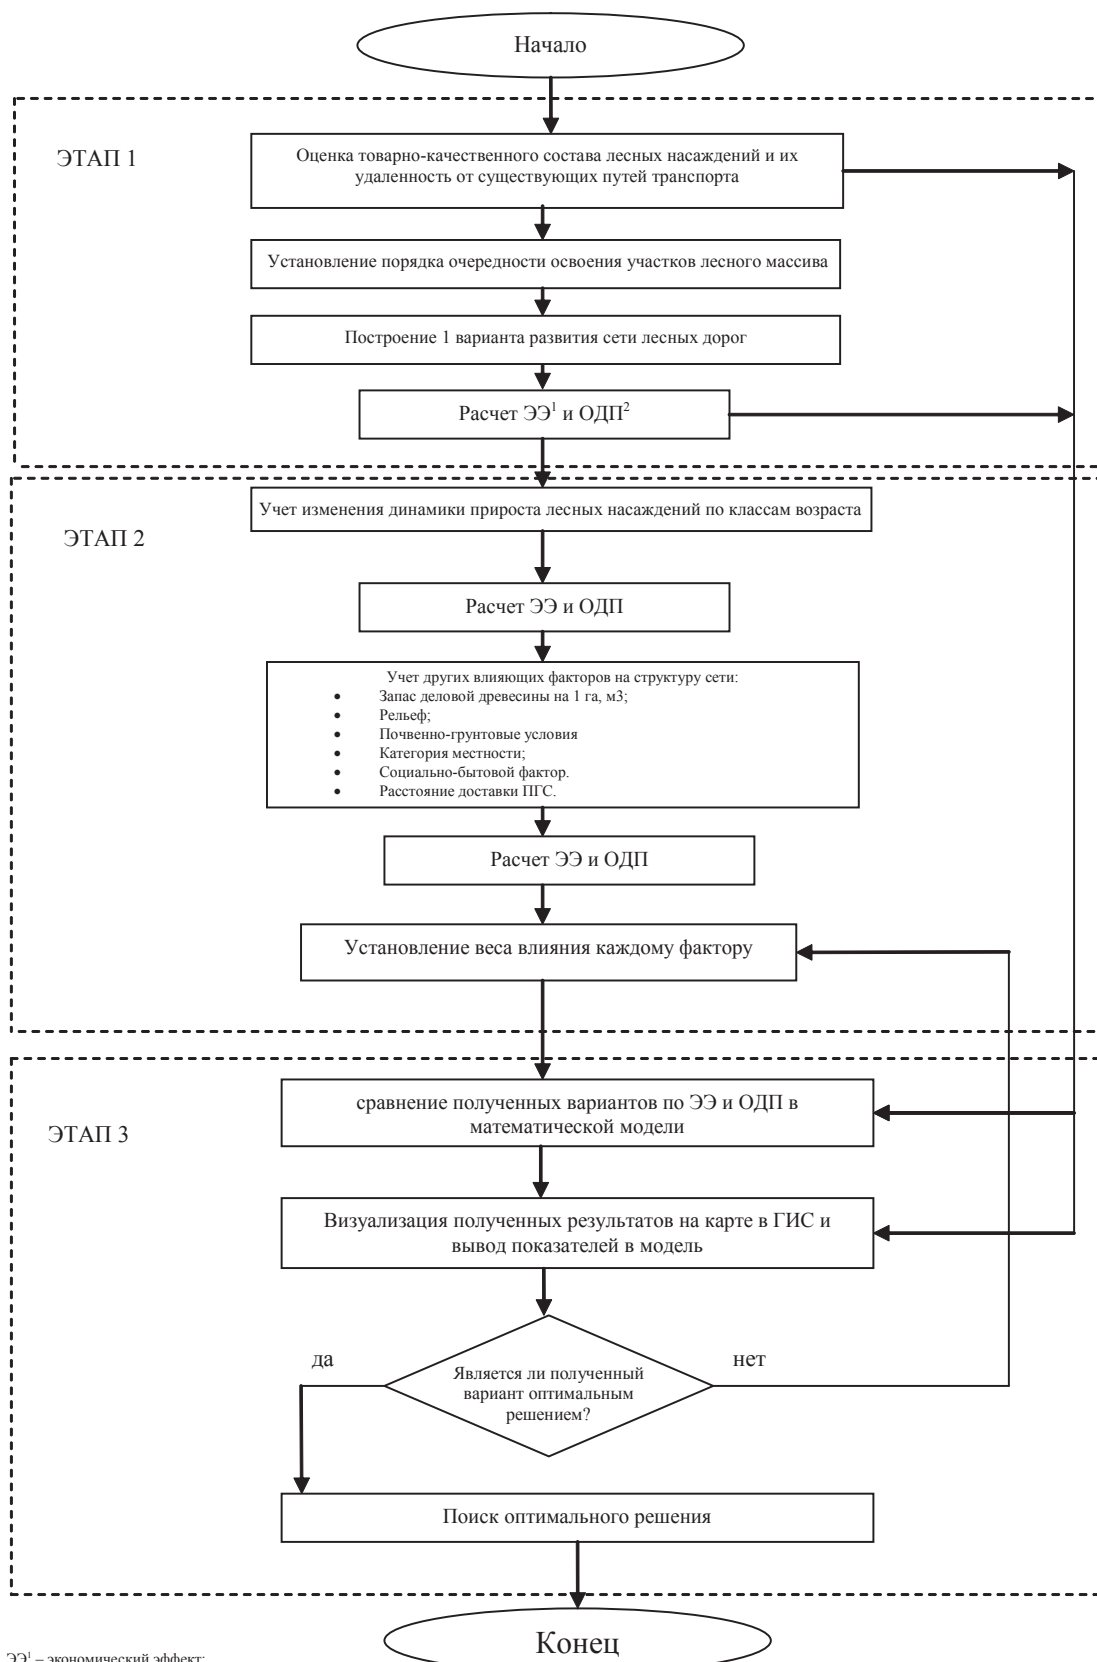 Начало
ЭТАП 1
Оценка товарно-качественного состава лесных насаждений и их
удаленность от существующих путей транспорта
Установление порядка очередности освоения участков лесного массива
Построение 1 варианта развития сети лесных дорог
Расчет ЭЭ¹ и ОДП²
ЭТАП 2
Учет изменения динамики прироста лесных насаждений по классам возраста
Расчет ЭЭ и ОДП
Учет других влияющих факторов на структуру сети:
• Запас деловой древесины на 1 га, м3;
• Рельеф;
• Почвенно-грунтовые условия
• Категория местности;
• Социально-бытовой фактор.
• Расстояние доставки ПГС.
Расчет ЭЭ и ОДП
Установление веса влияния каждому фактору
ЭТАП 3
сравнение полученных вариантов по ЭЭ и ОДП в
математической модели
Визуализация полученных результатов на карте в ГИС и
вывод показателей в модель
да
нет
Является ли полученный
вариант оптимальным
решением?
Поиск оптимального решения
Конец
ЭЭ¹ – экономический эффект;